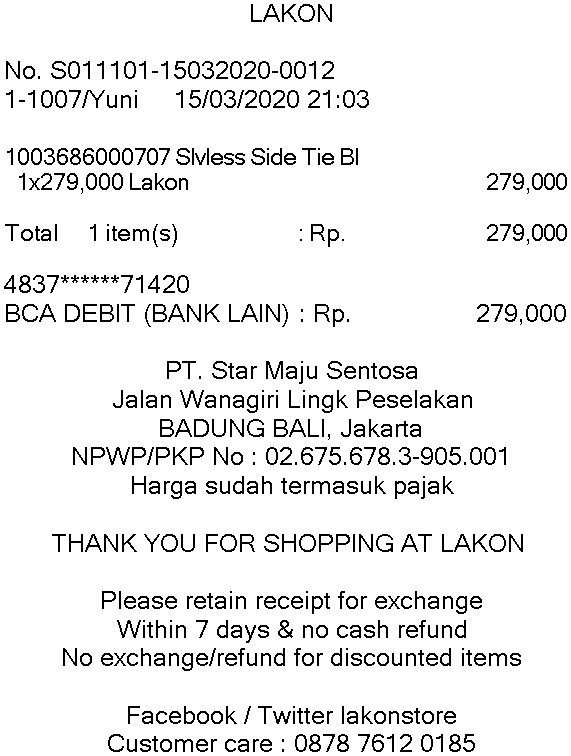 LAKON
No. S011101-15032020-0012
1-1007/Yuni 15/03/2020 21:03
1003686000707 Slvless Side Tie Bl
1x279,000 Lakon 279,000
Total 1 item(s) : Rp. 279,000
4837******71420
BCA DEBIT (BANK LAIN) : Rp. 279,000
PT. Star Maju Sentosa
Jalan Wanagiri Lingk Peselakan
BADUNG BALI, Jakarta
NPWP/PKP No : 02.675.678.3-905.001
Harga sudah termasuk pajak
THANK YOU FOR SHOPPING AT LAKON
Please retain receipt for exchange
Within 7 days & no cash refund
No exchange/refund for discounted items
Facebook / Twitter lakonstore
Customer care : 0878 7612 0185